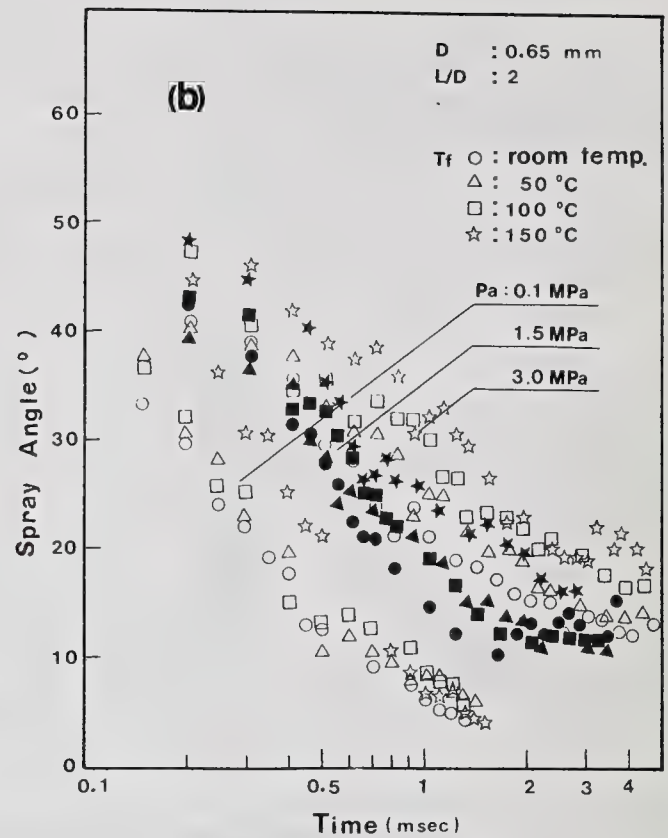 D : 0.65 mm
L/D : 2
(b)
60
Tf ○ : room temp.
△ : 50 °C
□ : 100 °C
☆ : 150 °C
50
Pa : 0.1 MPa
40
1.5 MPa
3.0 MPa
30
20
10
0
Spray Angle (°)
0.1 0.5 1 2 3 4
Time (msec)